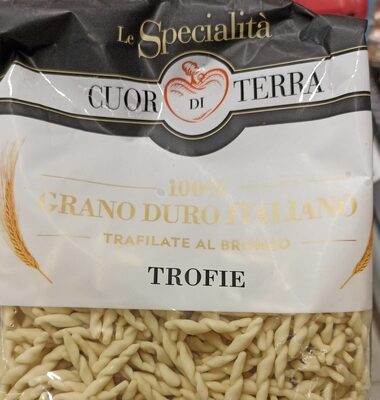 Le Specialità
CUOR DI TERRA
100%
GRANO DURO ITALIANO
TRAFILATE AL BRONZO
TROFIE